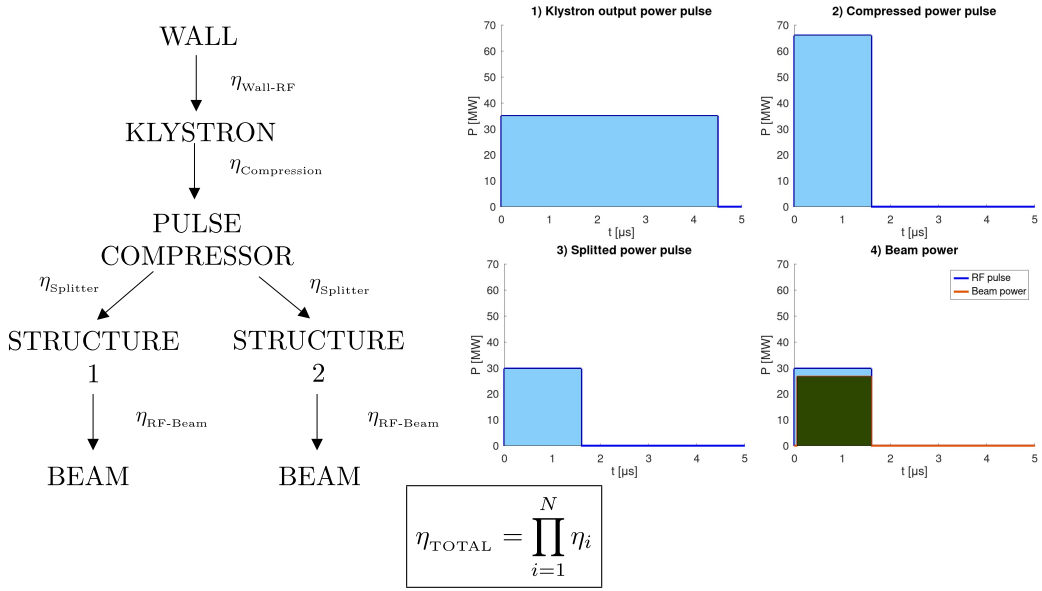 WALL
η_Wall-RF
KLYSTRON
η_Compression
PULSE
COMPRESSOR
η_Splitter
η_Splitter
STRUCTURE
1
STRUCTURE
2
η_RF-Beam
η_RF-Beam
BEAM
BEAM
1) Klystron output power pulse
P [MW]
70
60
50
40
30
20
10
0
0 1 2 3 4 5
t [µs]
2) Compressed power pulse
P [MW]
70
60
50
40
30
20
10
0
0 1 2 3 4 5
t [µs]
3) Splitted power pulse
P [MW]
70
60
50
40
30
20
10
0
0 1 2 3 4 5
t [µs]
4) Beam power
RF pulse
Beam power
P [MW]
70
60
50
40
30
20
10
0
0 1 2 3 4 5
t [µs]
η_TOTAL = ∏_{i=1}^{N} η_i